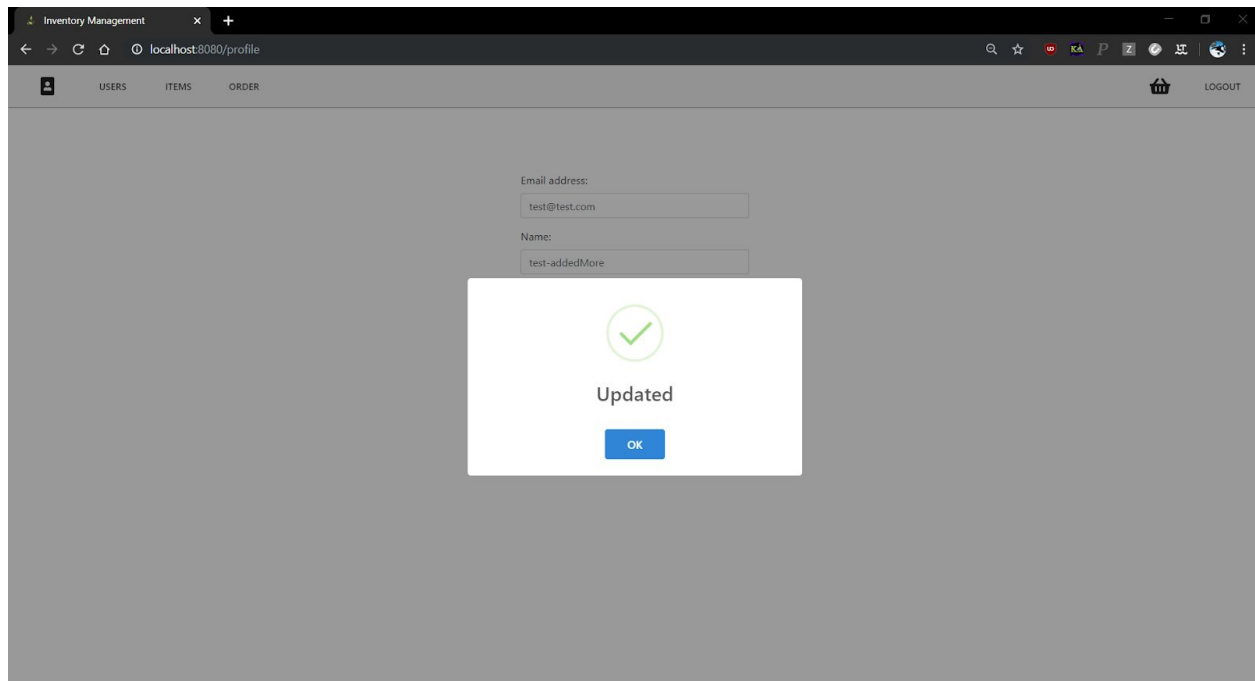 Inventory Management
localhost:8080/profile
USERS ITEMS ORDER LOGOUT
Email address:
test@test.com
Name:
test-addedMore
Updated
OK